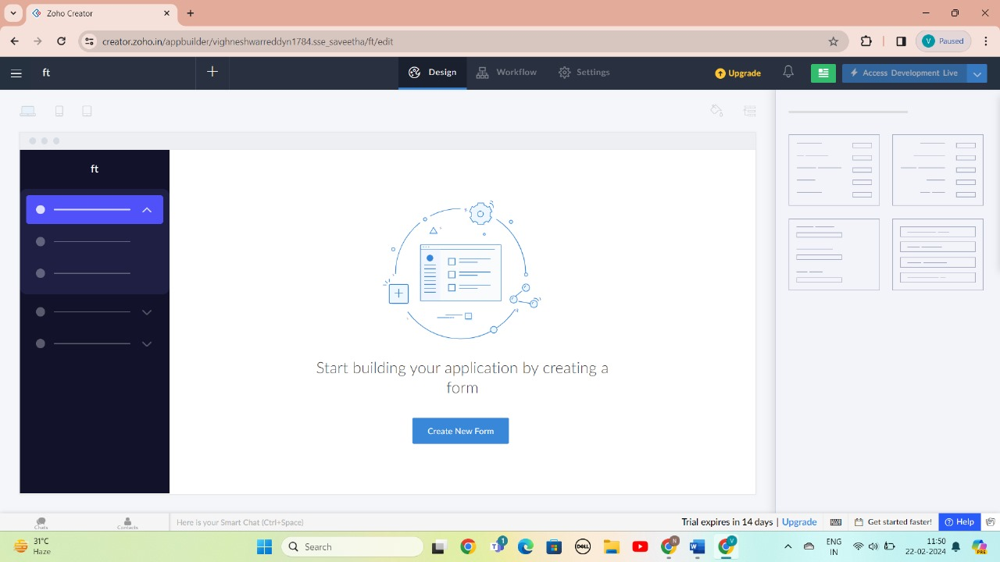 Zoho Creator
creator.zoho.in/appbuilder/vighneshwarreddyn1784.sse_saveetha/ft/edit
V Paused
ft
Design
Workflow
Settings
Upgrade
Access Development Live
ft
Start building your application by creating a
form
Create New Form
Chats
Contacts
Here is your Smart Chat (Ctrl+Space)
Trial expires in 14 days | Upgrade
Get started faster!
Help
31°C
Haze
Search
1
DELL
N
V
ENG
IN
11:50
22-02-2024
PRE